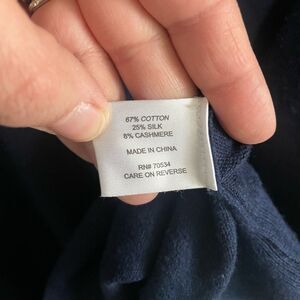 67% COTTON
25% SILK
8% CASHMERE
MADE IN CHINA
RN# 70534
CARE ON REVERSE